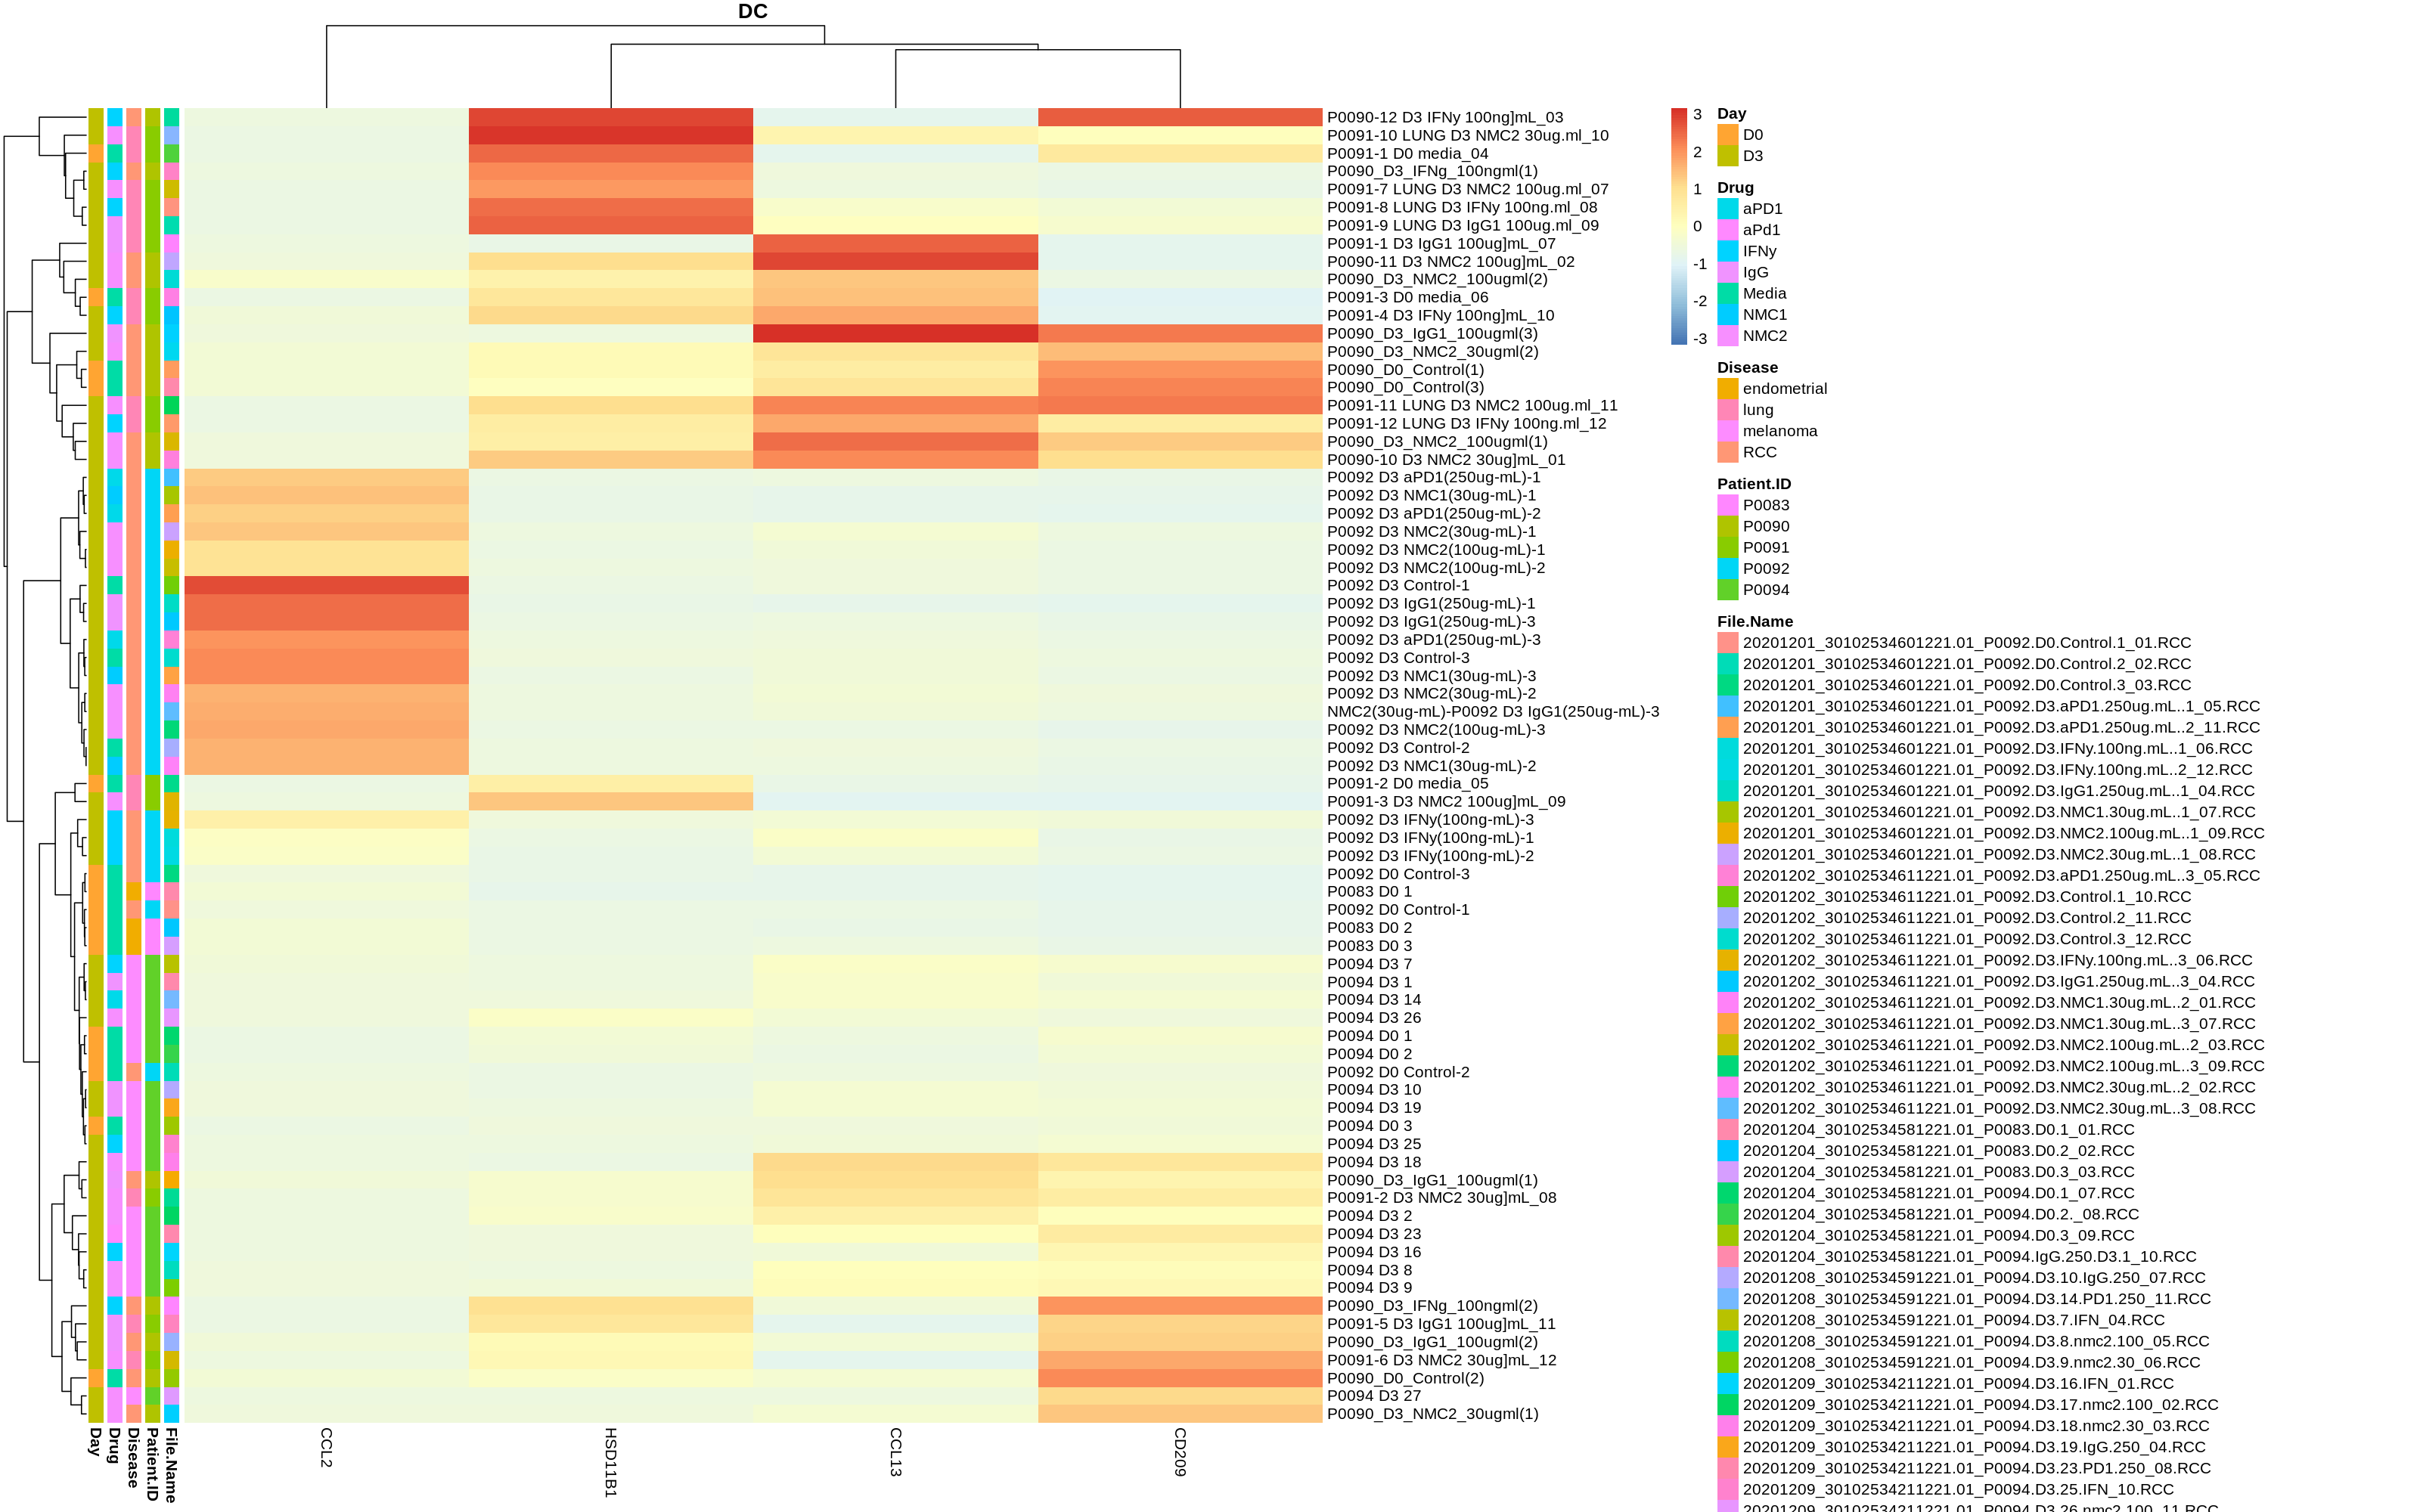 DC
P0090-12 D3 IFNy 100ng]mL_03
P0091-10 LUNG D3 NMC2 30ug.ml_10
P0091-1 D0 media_04
P0090_D3_IFNg_100ngml(1)
P0091-7 LUNG D3 NMC2 100ug.ml_07
P0091-8 LUNG D3 IFNy 100ng.ml_08
P0091-9 LUNG D3 IgG1 100ug.ml_09
P0091-1 D3 IgG1 100ug]mL_07
P0090-11 D3 NMC2 100ug]mL_02
P0090_D3_NMC2_100ugml(2)
P0091-3 D0 media_06
P0091-4 D3 IFNy 100ng]mL_10
P0090_D3_IgG1_100ugml(3)
P0090_D3_NMC2_30ugml(2)
P0090_D0_Control(1)
P0090_D0_Control(3)
P0091-11 LUNG D3 NMC2 100ug.ml_11
P0091-12 LUNG D3 IFNy 100ng.ml_12
P0090_D3_NMC2_100ugml(1)
P0090-10 D3 NMC2 30ug]mL_01
P0092 D3 aPD1(250ug-mL)-1
P0092 D3 NMC1(30ug-mL)-1
P0092 D3 aPD1(250ug-mL)-2
P0092 D3 NMC2(30ug-mL)-1
P0092 D3 NMC2(100ug-mL)-1
P0092 D3 NMC2(100ug-mL)-2
P0092 D3 Control-1
P0092 D3 IgG1(250ug-mL)-1
P0092 D3 IgG1(250ug-mL)-3
P0092 D3 aPD1(250ug-mL)-3
P0092 D3 Control-3
P0092 D3 NMC1(30ug-mL)-3
P0092 D3 NMC2(30ug-mL)-2
NMC2(30ug-mL)-P0092 D3 IgG1(250ug-mL)-3
P0092 D3 NMC2(100ug-mL)-3
P0092 D3 Control-2
P0092 D3 NMC1(30ug-mL)-2
P0091-2 D0 media_05
P0091-3 D3 NMC2 100ug]mL_09
P0092 D3 IFNy(100ng-mL)-3
P0092 D3 IFNy(100ng-mL)-1
P0092 D3 IFNy(100ng-mL)-2
P0092 D0 Control-3
P0083 D0 1
P0092 D0 Control-1
P0083 D0 2
P0083 D0 3
P0094 D3 7
P0094 D3 1
P0094 D3 14
P0094 D3 26
P0094 D0 1
P0094 D0 2
P0092 D0 Control-2
P0094 D3 10
P0094 D3 19
P0094 D0 3
P0094 D3 25
P0094 D3 18
P0090_D3_IgG1_100ugml(1)
P0091-2 D3 NMC2 30ug]mL_08
P0094 D3 2
P0094 D3 23
P0094 D3 16
P0094 D3 8
P0094 D3 9
P0090_D3_IFNg_100ngml(2)
P0091-5 D3 IgG1 100ug]mL_11
P0090_D3_IgG1_100ugml(2)
P0091-6 D3 NMC2 30ug]mL_12
P0090_D0_Control(2)
P0094 D3 27
P0090_D3_NMC2_30ugml(1)
Day
Drug
Disease
Patient.ID
File.Name
CCL2
HSD11B1
CCL13
CD209
3
2
1
0
-1
-2
-3
Day
D0
D3
Drug
aPD1
aPd1
IFNy
IgG
Media
NMC1
NMC2
Disease
endometrial
lung
melanoma
RCC
Patient.ID
P0083
P0090
P0091
P0092
P0094
File.Name
20201201_30102534601221.01_P0092.D0.Control.1_01.RCC
20201201_30102534601221.01_P0092.D0.Control.2_02.RCC
20201201_30102534601221.01_P0092.D0.Control.3_03.RCC
20201201_30102534601221.01_P0092.D3.aPD1.250ug.mL..1_05.RCC
20201201_30102534601221.01_P0092.D3.aPD1.250ug.mL..2_11.RCC
20201201_30102534601221.01_P0092.D3.IFNy.100ng.mL..1_06.RCC
20201201_30102534601221.01_P0092.D3.IFNy.100ng.mL..2_12.RCC
20201201_30102534601221.01_P0092.D3.IgG1.250ug.mL..1_04.RCC
20201201_30102534601221.01_P0092.D3.NMC1.30ug.mL..1_07.RCC
20201201_30102534601221.01_P0092.D3.NMC2.100ug.mL..1_09.RCC
20201201_30102534601221.01_P0092.D3.NMC2.30ug.mL..1_08.RCC
20201202_30102534611221.01_P0092.D3.aPD1.250ug.mL..3_05.RCC
20201202_30102534611221.01_P0092.D3.Control.1_10.RCC
20201202_30102534611221.01_P0092.D3.Control.2_11.RCC
20201202_30102534611221.01_P0092.D3.Control.3_12.RCC
20201202_30102534611221.01_P0092.D3.IFNy.100ng.mL..3_06.RCC
20201202_30102534611221.01_P0092.D3.IgG1.250ug.mL..3_04.RCC
20201202_30102534611221.01_P0092.D3.NMC1.30ug.mL..2_01.RCC
20201202_30102534611221.01_P0092.D3.NMC1.30ug.mL..3_07.RCC
20201202_30102534611221.01_P0092.D3.NMC2.100ug.mL..2_03.RCC
20201202_30102534611221.01_P0092.D3.NMC2.100ug.mL..3_09.RCC
20201202_30102534611221.01_P0092.D3.NMC2.30ug.mL..2_02.RCC
20201202_30102534611221.01_P0092.D3.NMC2.30ug.mL..3_08.RCC
20201204_30102534581221.01_P0083.D0.1_01.RCC
20201204_30102534581221.01_P0083.D0.2_02.RCC
20201204_30102534581221.01_P0083.D0.3_03.RCC
20201204_30102534581221.01_P0094.D0.1_07.RCC
20201204_30102534581221.01_P0094.D0.2._08.RCC
20201204_30102534581221.01_P0094.D0.3_09.RCC
20201204_30102534581221.01_P0094.IgG.250.D3.1_10.RCC
20201208_30102534591221.01_P0094.D3.10.IgG.250_07.RCC
20201208_30102534591221.01_P0094.D3.14.PD1.250_11.RCC
20201208_30102534591221.01_P0094.D3.7.IFN_04.RCC
20201208_30102534591221.01_P0094.D3.8.nmc2.100_05.RCC
20201208_30102534591221.01_P0094.D3.9.nmc2.30_06.RCC
20201209_30102534211221.01_P0094.D3.16.IFN_01.RCC
20201209_30102534211221.01_P0094.D3.17.nmc2.100_02.RCC
20201209_30102534211221.01_P0094.D3.18.nmc2.30_03.RCC
20201209_30102534211221.01_P0094.D3.19.IgG.250_04.RCC
20201209_30102534211221.01_P0094.D3.23.PD1.250_08.RCC
20201209_30102534211221.01_P0094.D3.25.IFN_10.RCC
20201209_30102534211221.01_P0094.D3.26.nmc2.100_11.RCC